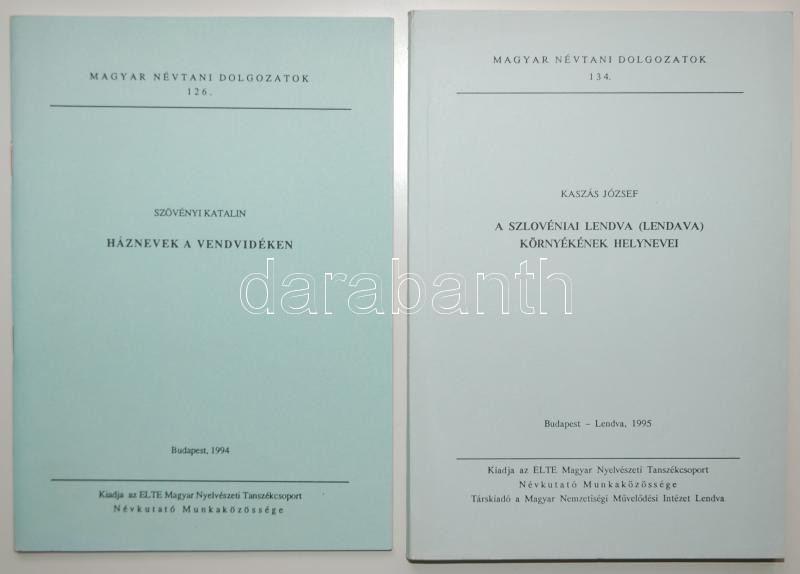 MAGYAR NÉVTANI DOLGOZATOK
126.
SZÖVÉNYI KATALIN
HÁZNEVEK A VENDVIDÉKEN
Budapest, 1994
Kiadja az ELTE Magyar Nyelvészeti Tanszékcsoport
Névkutató Munkaközössége
MAGYAR NÉVTANI DOLGOZATOK
134.
KASZÁS JÓZSEF
A SZLOVÉNIAI LENDVA (LENDAVA)
KÖRNYÉKÉNEK HELYNEVEI
Budapest – Lendva, 1995
Kiadja az ELTE Magyar Nyelvészeti Tanszékcsoport
Névkutató Munkaközössége
Társkiadó a Magyar Nemzetiségi Művelődési Intézet Lendva
darabanth